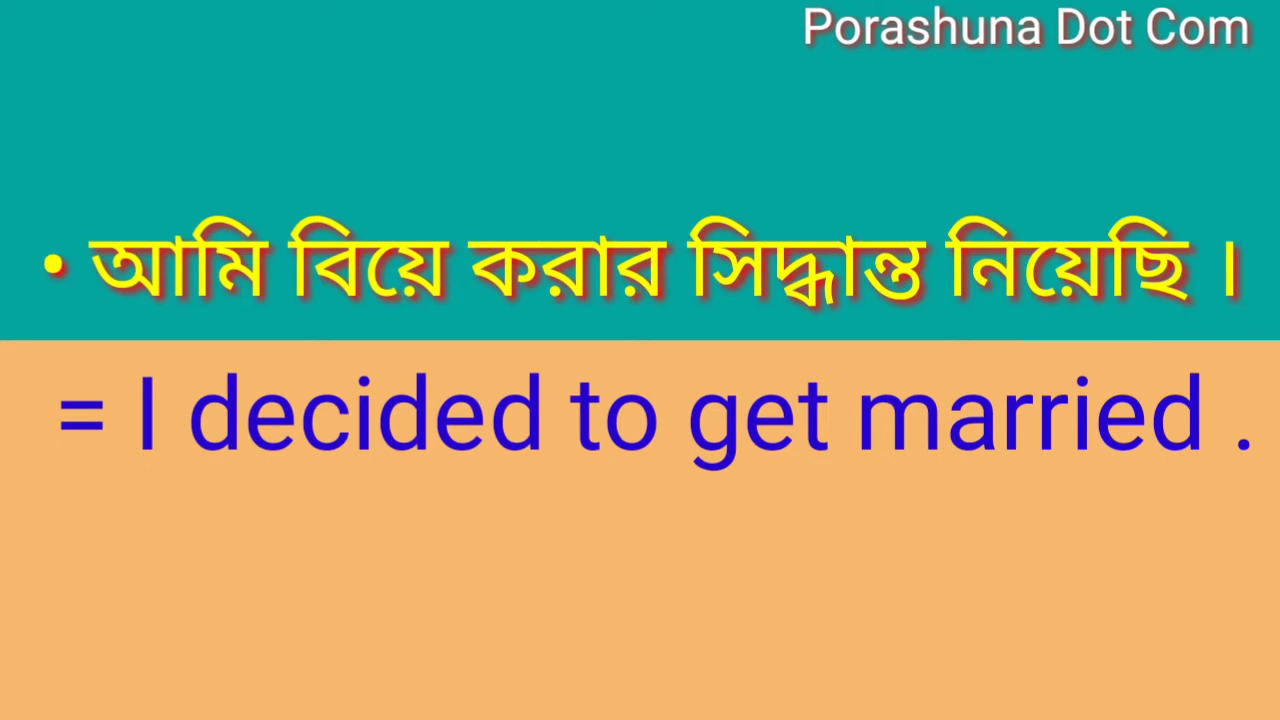 Porashuna Dot Com
• আমি বিয়ে করার সিদ্ধান্ত নিয়েছি ।
= I decided to get married .